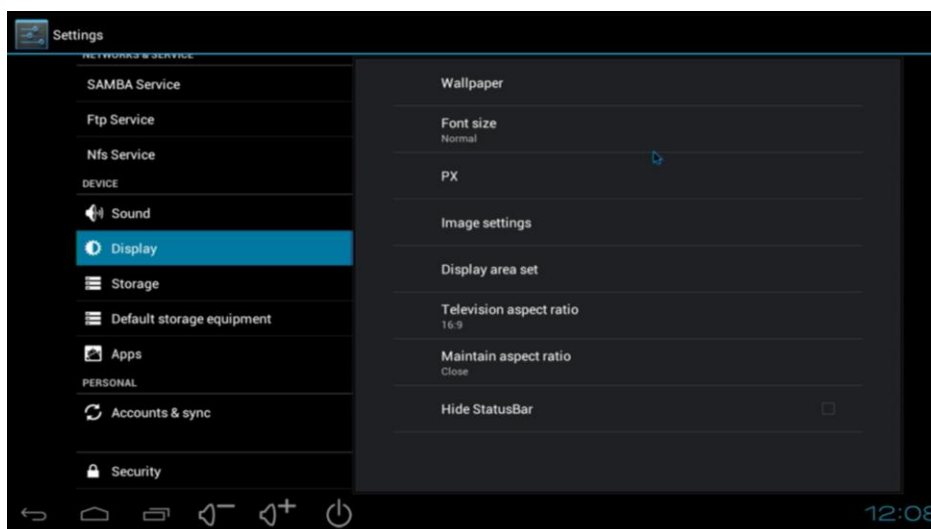 Settings
NETWORKS & SERVICE
SAMBA Service
Ftp Service
Nfs Service
DEVICE
Sound
Display
Storage
Default storage equipment
Apps
PERSONAL
Accounts & sync
Security
Wallpaper
Font size
Normal
PX
Image settings
Display area set
Television aspect ratio
16:9
Maintain aspect ratio
Close
Hide StatusBar
12:08